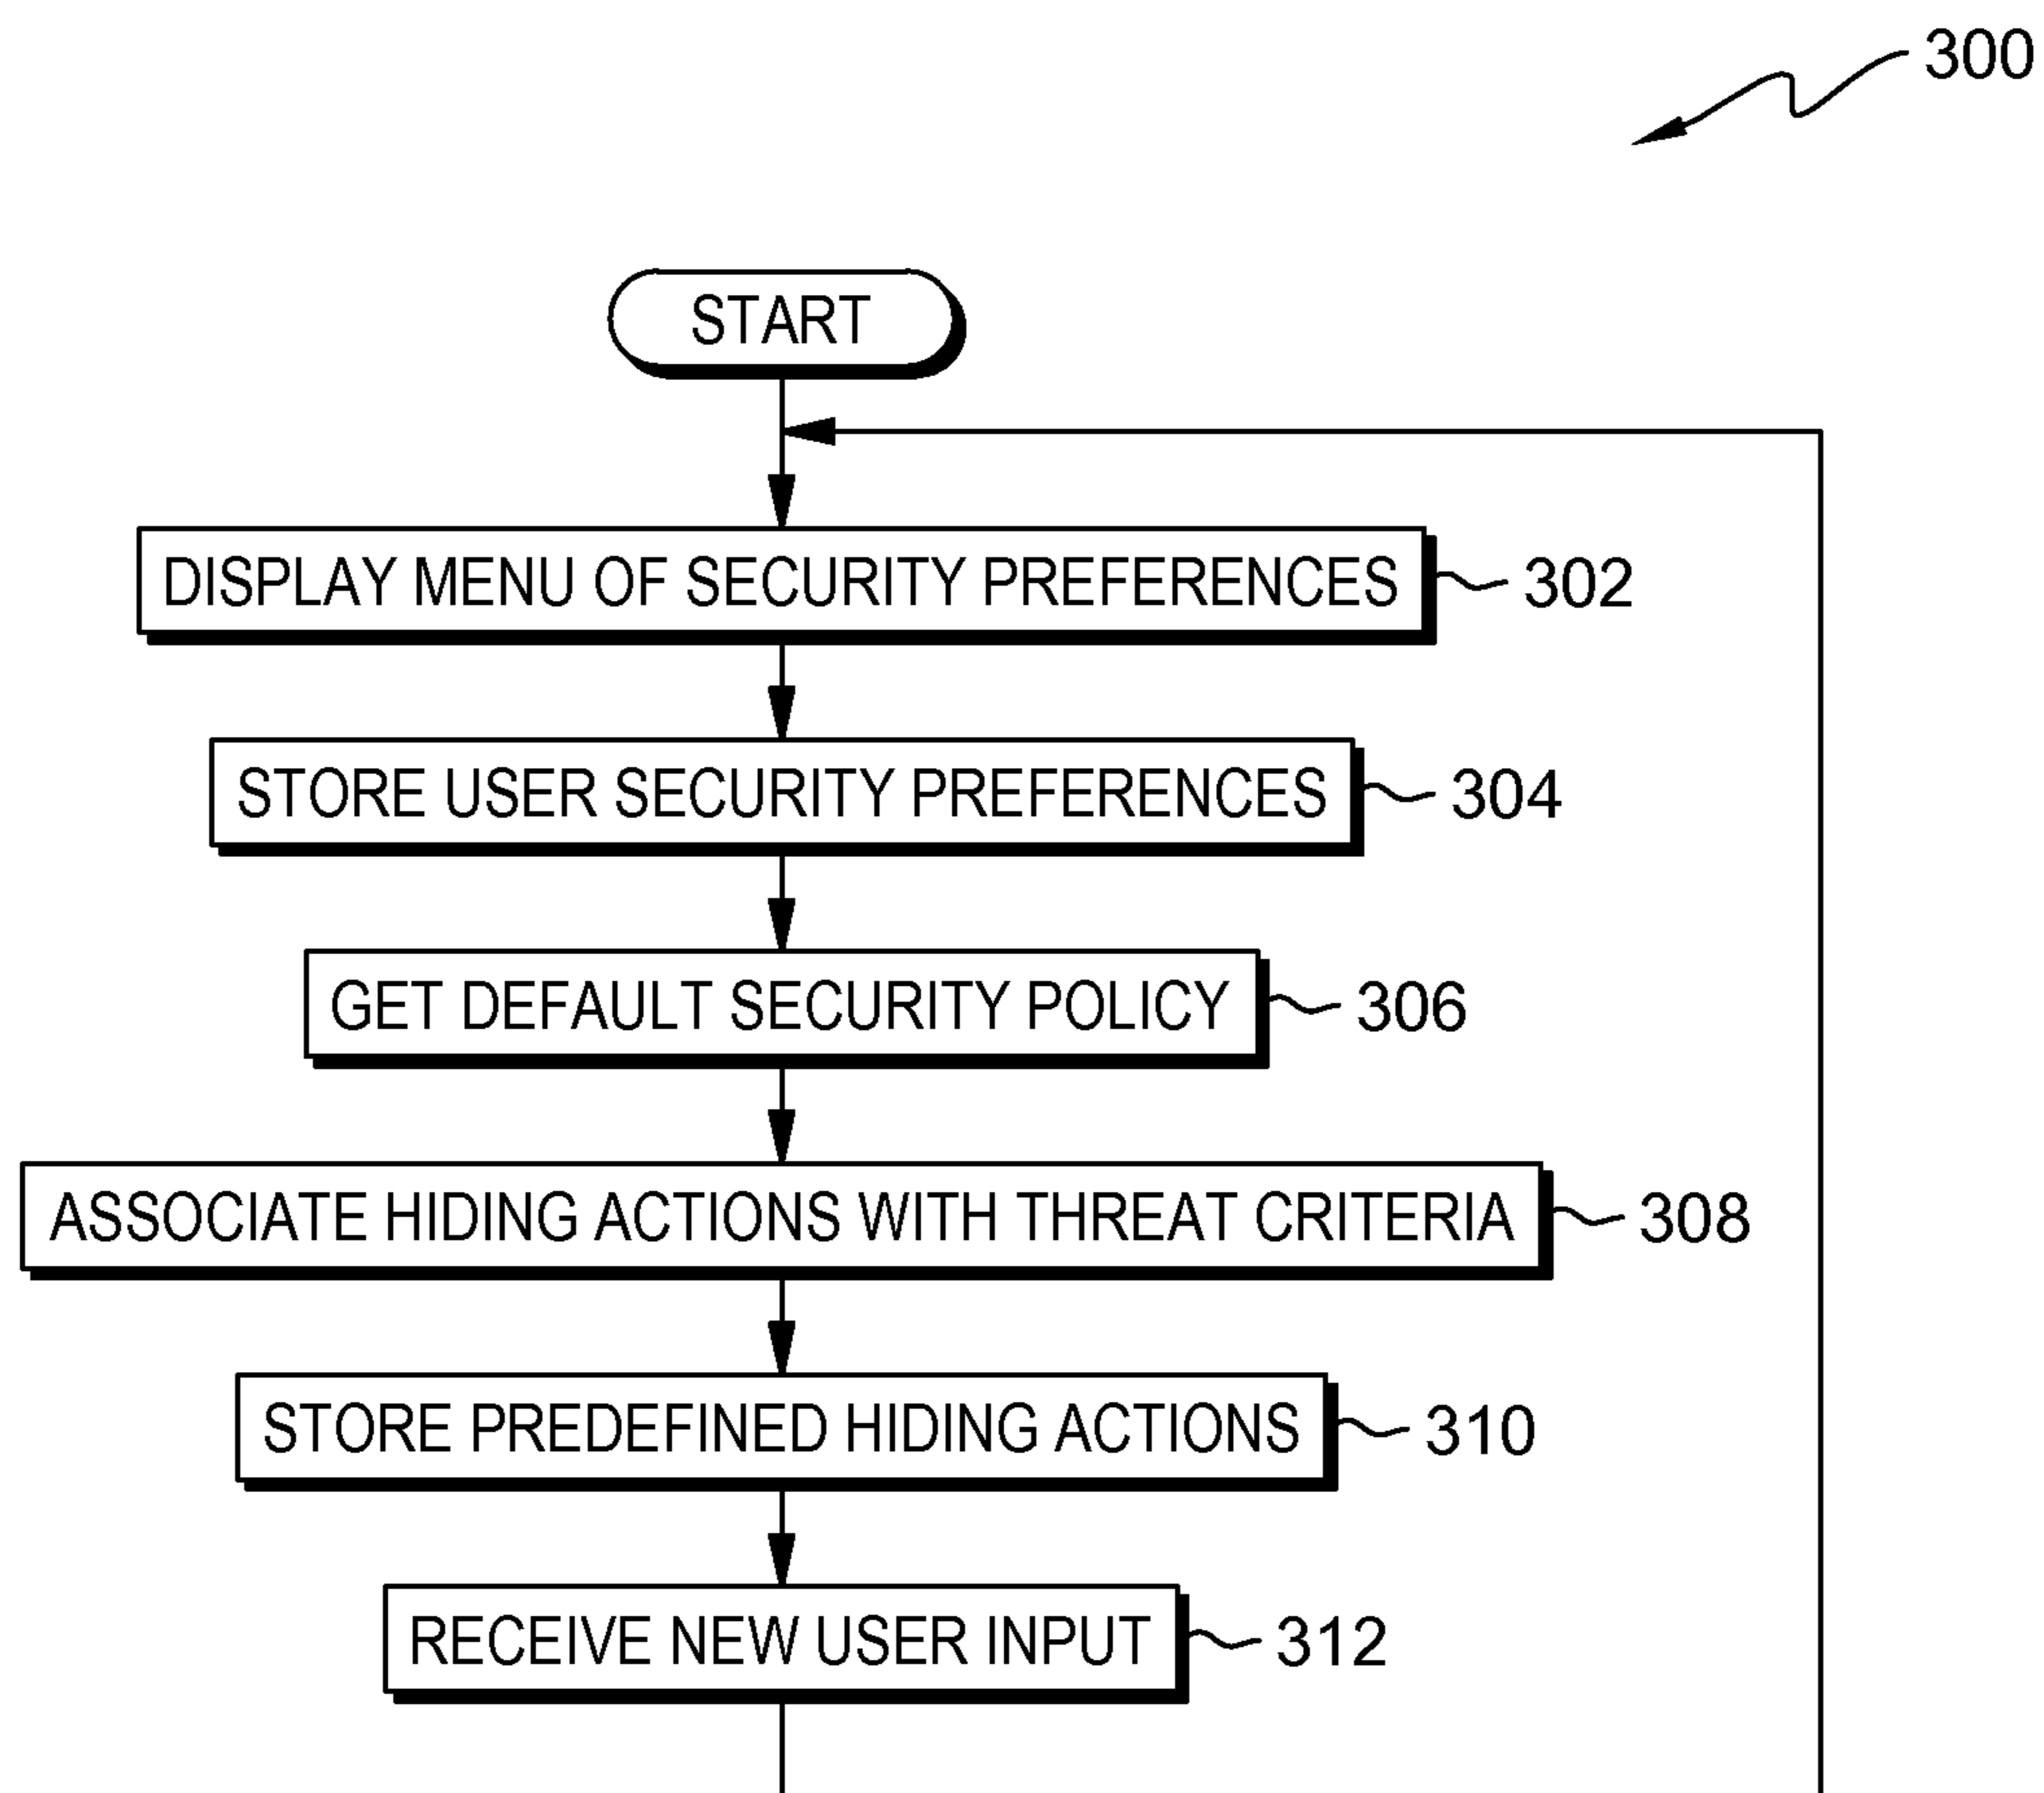 300
START
DISPLAY MENU OF SECURITY PREFERENCES 302
STORE USER SECURITY PREFERENCES 304
GET DEFAULT SECURITY POLICY 306
ASSOCIATE HIDING ACTIONS WITH THREAT CRITERIA 308
STORE PREDEFINED HIDING ACTIONS 310
RECEIVE NEW USER INPUT 312